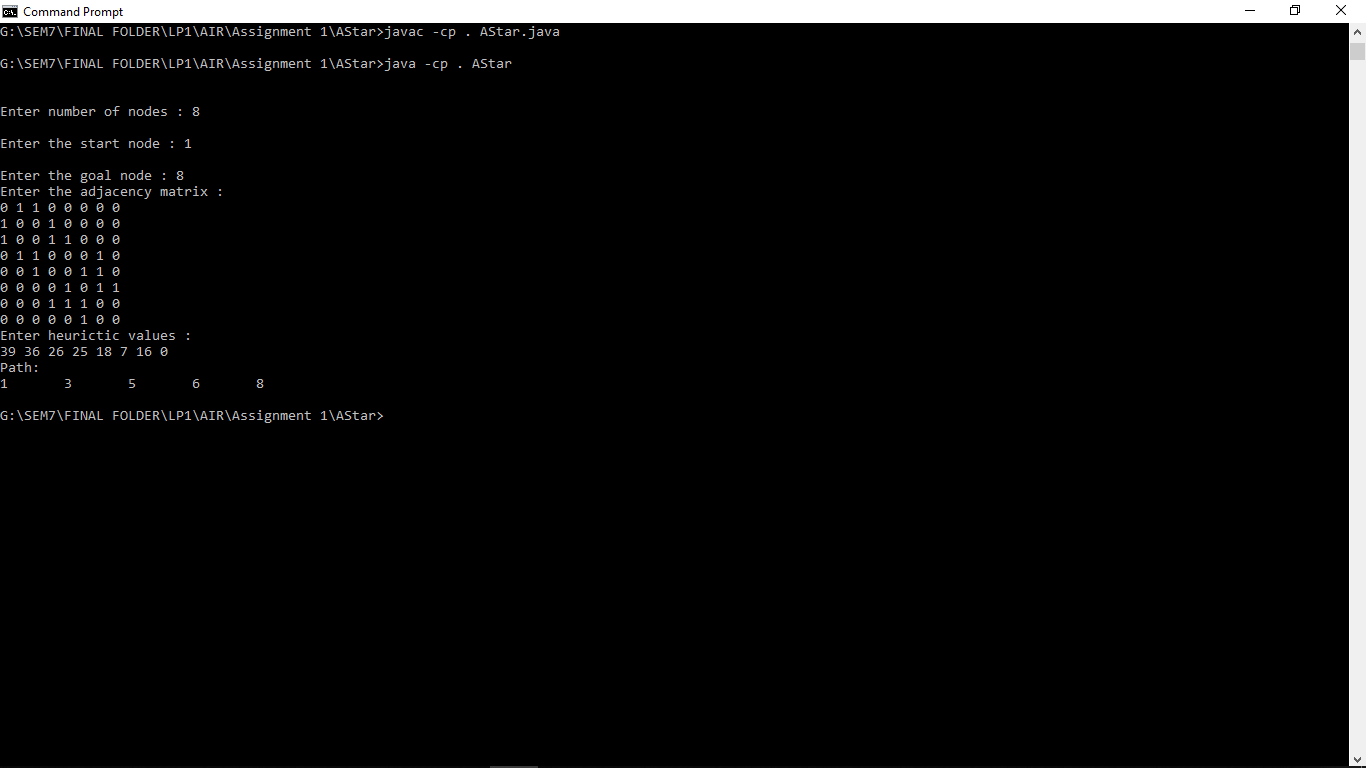 Command Prompt
G:\SEM7\FINAL FOLDER\LP1\AIR\Assignment 1\AStar>javac -cp . AStar.java
G:\SEM7\FINAL FOLDER\LP1\AIR\Assignment 1\AStar>java -cp . AStar
Enter number of nodes : 8
Enter the start node : 1
Enter the goal node : 8
Enter the adjacency matrix :
0 1 1 0 0 0 0 0
1 0 0 1 0 0 0 0
1 0 0 1 1 0 0 0
0 1 1 0 0 0 1 0
0 0 1 0 0 1 1 0
0 0 0 0 1 0 1 1
0 0 0 1 1 1 0 0
0 0 0 0 0 1 0 0
Enter heurictic values :
39 36 26 25 18 7 16 0
Path:
1 3 5 6 8
G:\SEM7\FINAL FOLDER\LP1\AIR\Assignment 1\AStar>